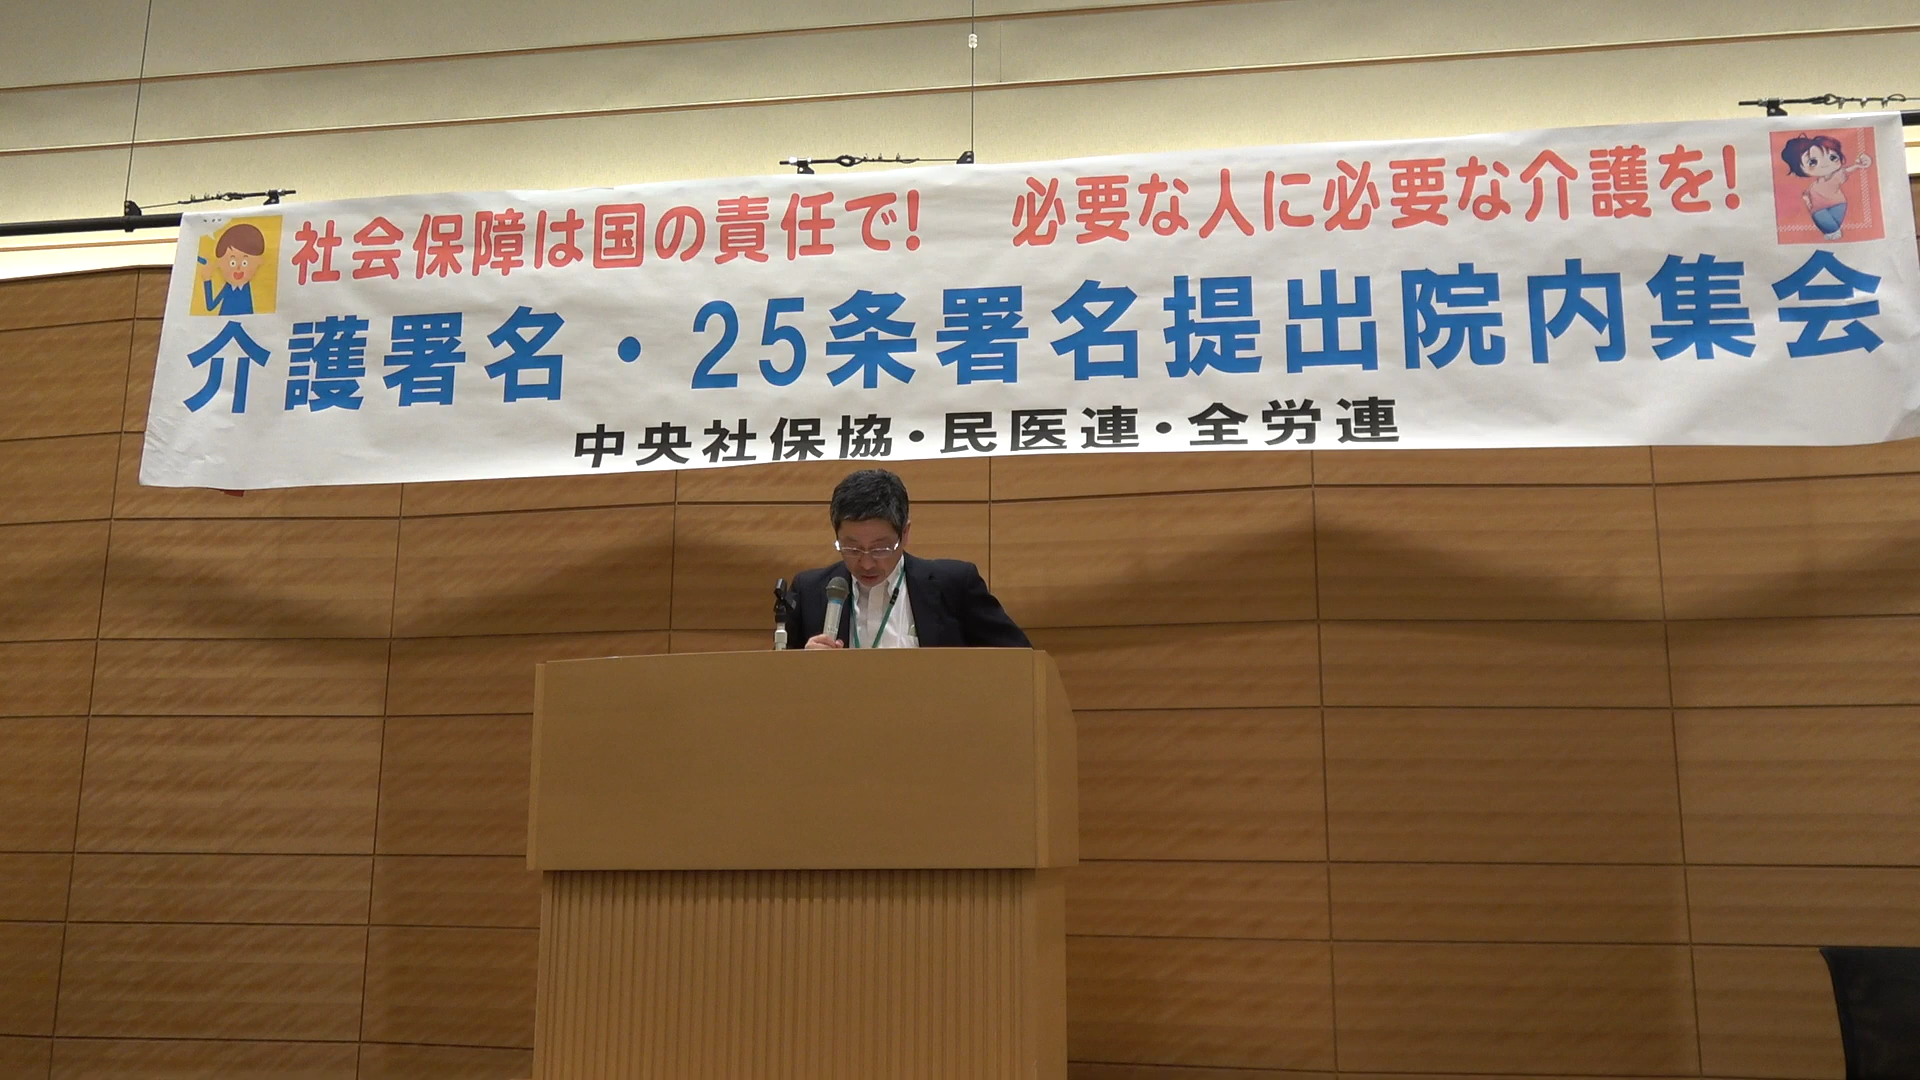 社会保障は国の責任で! 必要な人に必要な介護を!
介護署名・25条署名提出院内集会
中央社保協・民医連・全労連